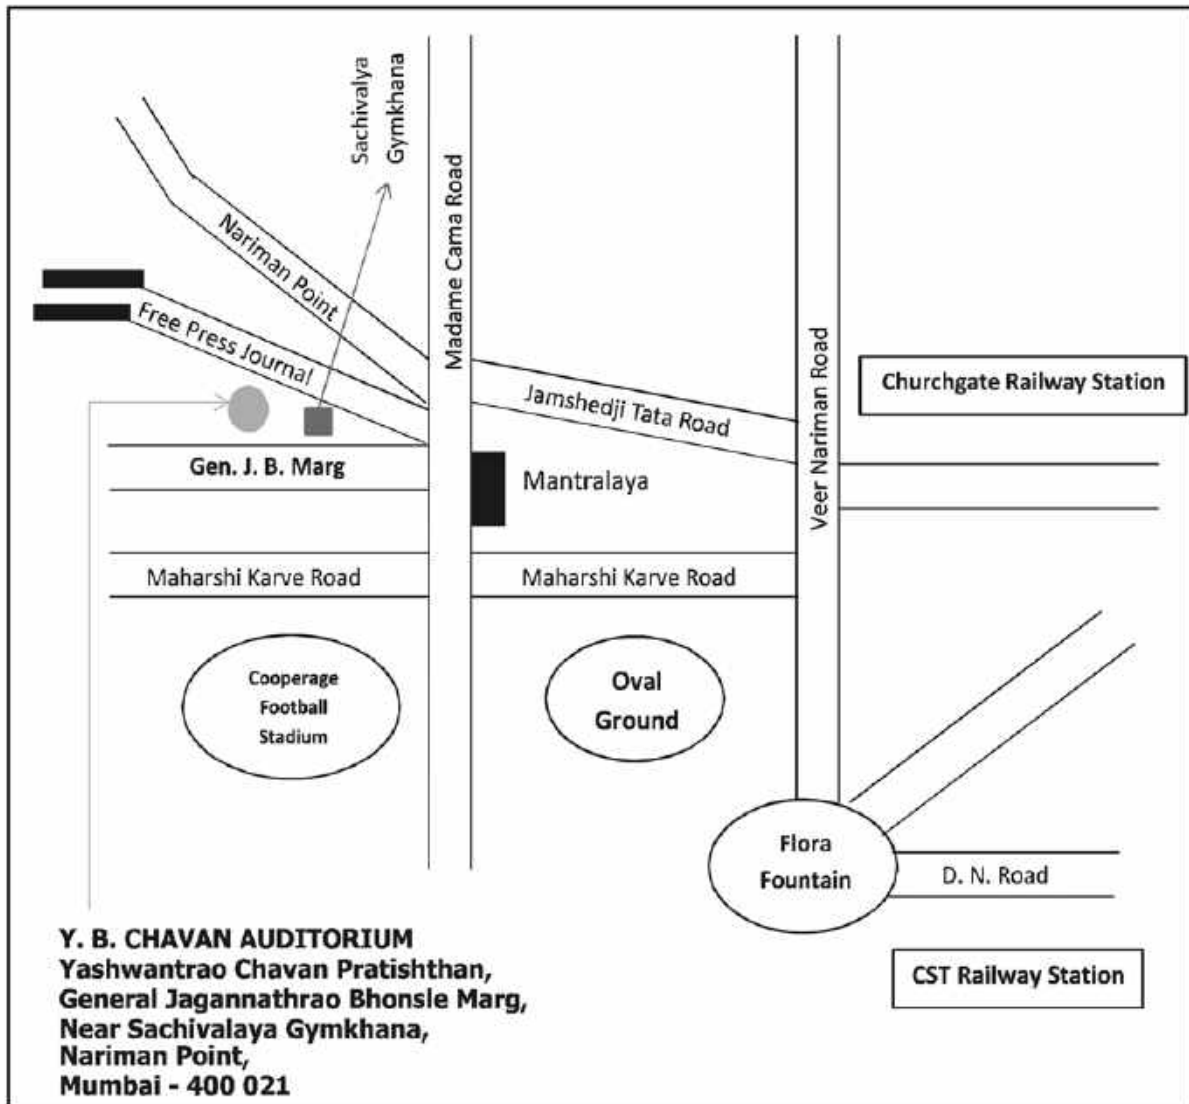 Sachivalya
Gymkhana
Madame Cama Road
Nariman Point
Free Press Journal
Veer Nariman Road
Churchgate Railway Station
Jamshedji Tata Road
Gen. J. B. Marg
Mantralaya
Maharshi Karve Road
Maharshi Karve Road
Cooperage
Football
Stadium
Oval
Ground
Flora
Fountain
D. N. Road
CST Railway Station
Y. B. CHAVAN AUDITORIUM
Yashwantrao Chavan Pratishthan,
General Jagannathrao Bhonsle Marg,
Near Sachivalaya Gymkhana,
Nariman Point,
Mumbai - 400 021